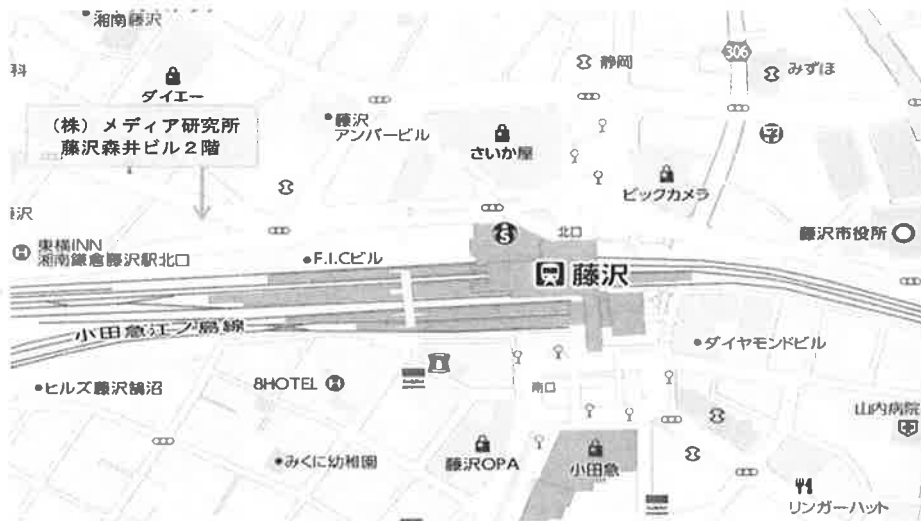 湘南藤沢
科
ダイエー
(株)メディア研究所
藤沢森井ビル2階
藤沢
アンバービル
さいか屋
静岡
306
みずほ
ビックカメラ
藤沢市役所
沢
東横INN
湘南鎌倉藤沢駅北口
F.I.Cビル
S
北口
藤沢
小田急江ノ島線
ダイヤモンドビル
ヒルズ藤沢鵠沼
8HOTEL
H
南口
山内病院
みくに幼稚園
藤沢OPA
小田急
リンガーハット